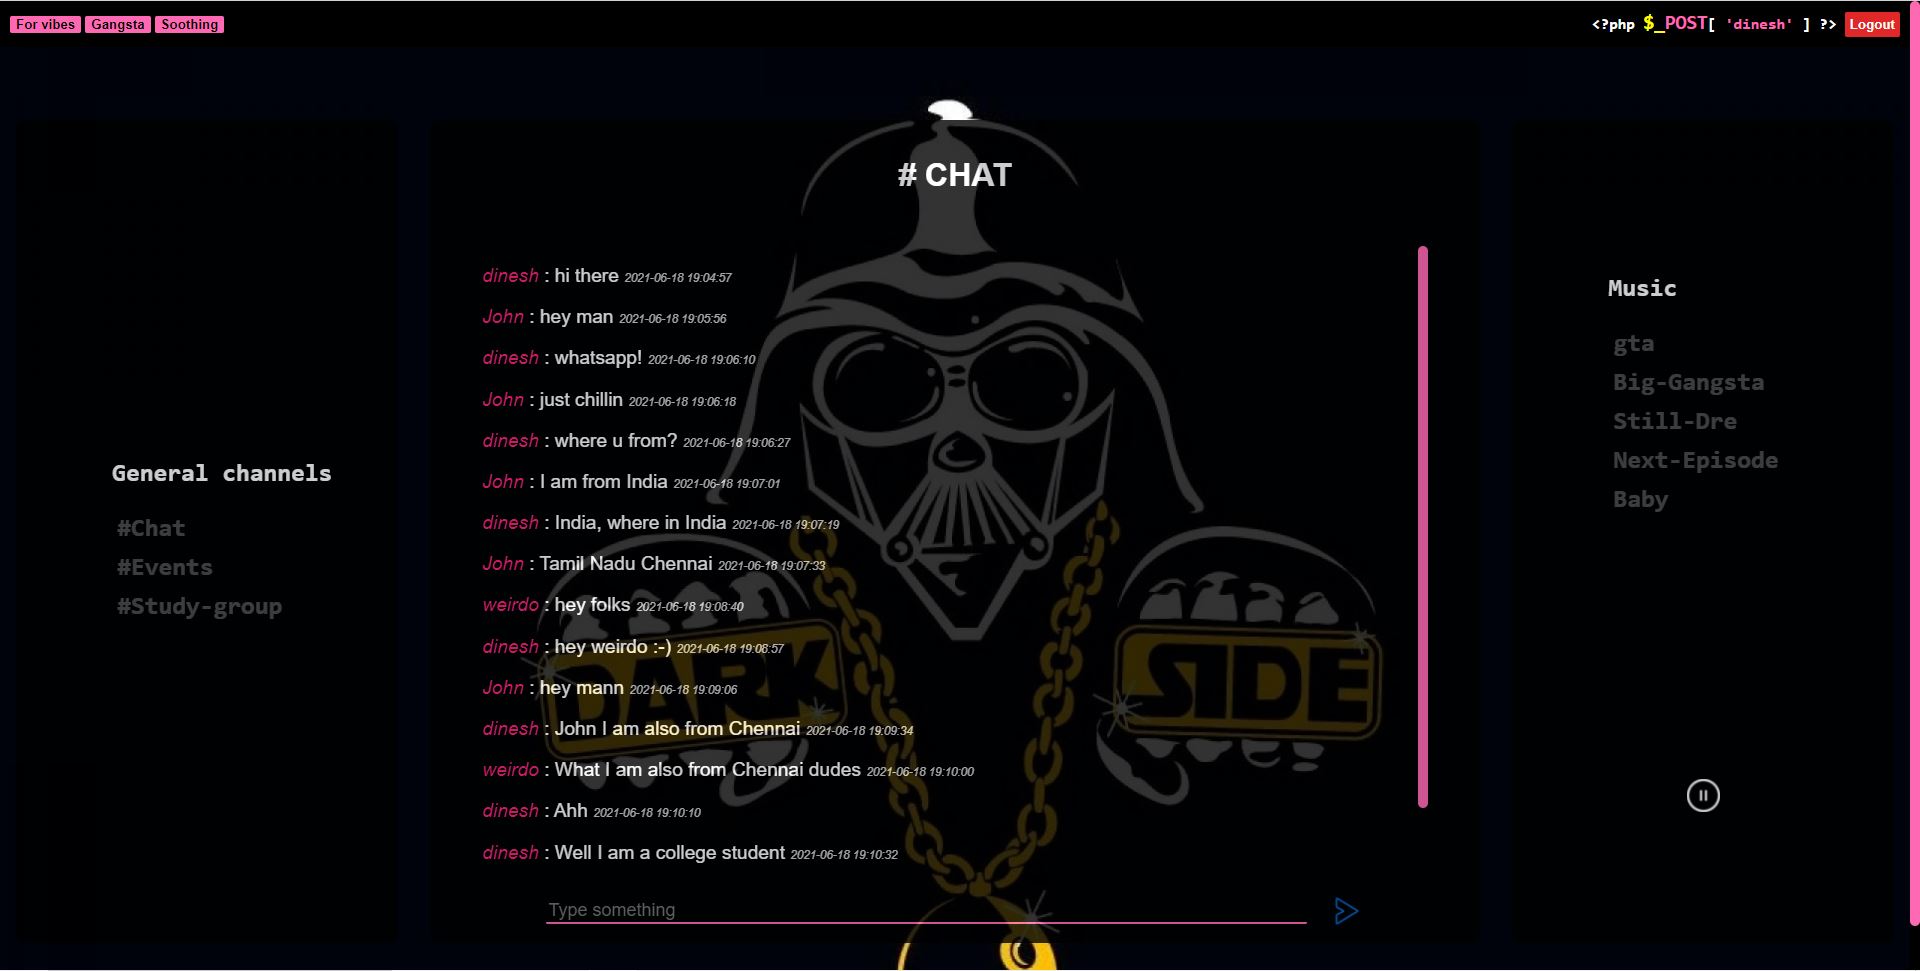 For vibes Gangsta Soothing
<?php $_POST[ 'dinesh' ] ?> Logout
# CHAT
dinesh : hi there 2021-06-18 19:04:57
John : hey man 2021-06-18 19:05:56
dinesh : whatsapp! 2021-06-18 19:06:10
John : just chillin 2021-06-18 19:06:18
dinesh : where u from? 2021-06-18 19:06:27
John : I am from India 2021-06-18 19:07:01
dinesh : India, where in India 2021-06-18 19:07:19
John : Tamil Nadu Chennai 2021-06-18 19:07:33
weirdo : hey folks 2021-06-18 19:08:40
dinesh : hey weirdo :-) 2021-06-18 19:08:57
John : hey mann 2021-06-18 19:09:06
dinesh : John I am also from Chennai 2021-06-18 19:09:34
weirdo : What I am also from Chennai dudes 2021-06-18 19:10:00
dinesh : Ahh 2021-06-18 19:10:10
dinesh : Well I am a college student 2021-06-18 19:10:32
Type something
General channels
#Chat
#Events
#Study-group
Music
gta
Big-Gangsta
Still-Dre
Next-Episode
Baby
DARK SIDE